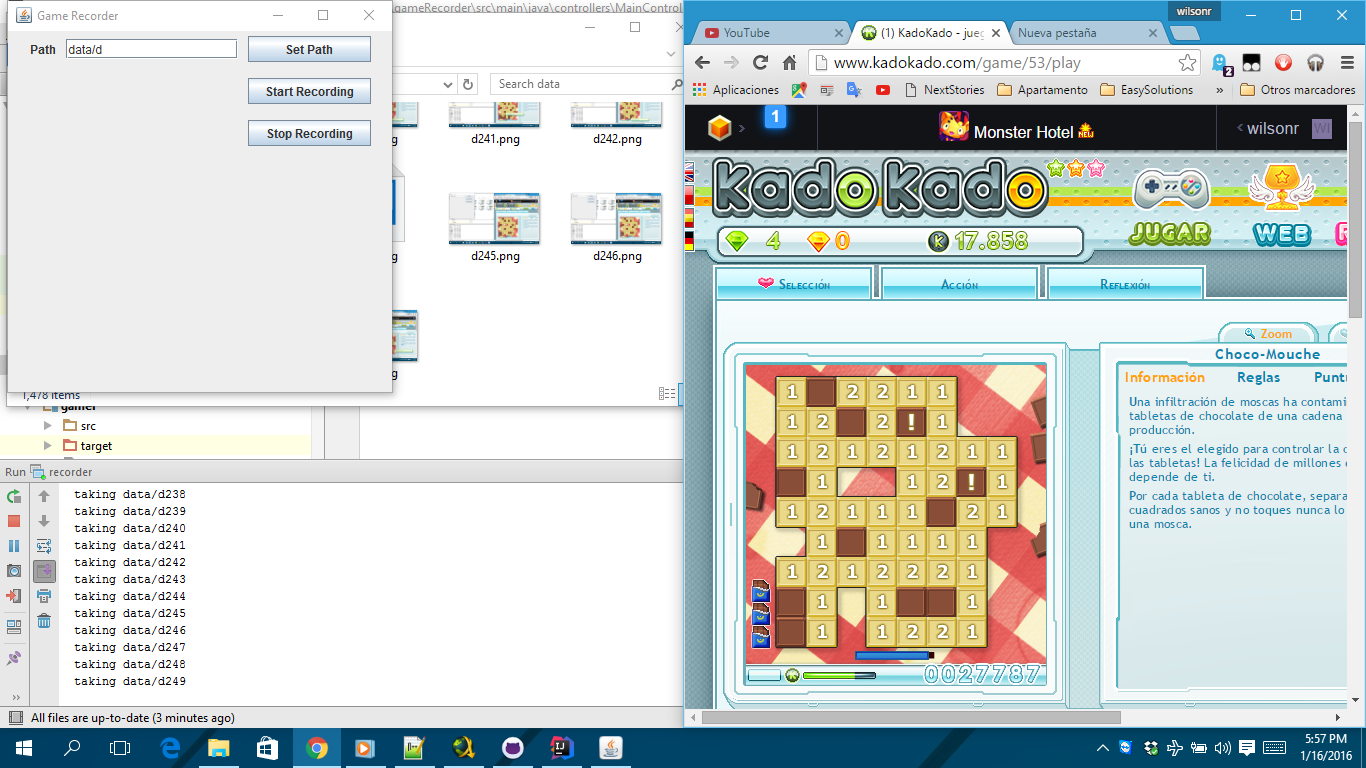 Game Recorder
Path data/d Set Path
Start Recording
Stop Recording
.gameRecorder\src\main\java\controllers\MainControl
Search data
d241.png
d242.png
d245.png
d246.png
1,478 items
src
target
Run recorder
taking data/d238
taking data/d239
taking data/d240
taking data/d241
taking data/d242
taking data/d243
taking data/d244
taking data/d245
taking data/d246
taking data/d247
taking data/d248
taking data/d249
All files are up-to-date (3 minutes ago)
wilsonr
YouTube
(1) KadoKado - jueg
Nueva pestaña
www.kadokado.com/game/53/play
2
Aplicaciones
NextStories
Apartamento
EasySolutions
»
Otros marcadores
1
Monster Hotel
wilsonr
WI
KadoKado
4 0 K 17.858
JUGAR WEB
Selección Acción Reflexión
Zoom
Choco-Mouche
Información Reglas Puntu
Una infiltración de moscas ha contami
tabletas de chocolate de una cadena
producción.
¡Tú eres el elegido para controlar la c
las tabletas! La felicidad de millones
depende de ti.
Por cada tableta de chocolate, separa
cuadrados sanos y no toques nunca lo
una mosca.
1 2 2 1 1
1 2 2 ! 1
1 2 1 2 1 2 1 1
1 1 2 ! 1
1 2 1 1 1 2 1
1 1 1 1 1
1 2 1 2 2 2 1
1 1 1
1 1 2 2 1
0027787
5:57 PM
1/16/2016